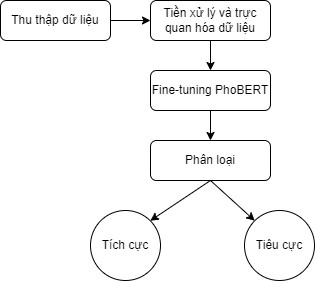 Thu thập dữ liệu
Tiền xử lý và trực
quan hóa dữ liệu
Fine-tuning PhoBERT
Phân loại
Tích cực
Tiêu cực